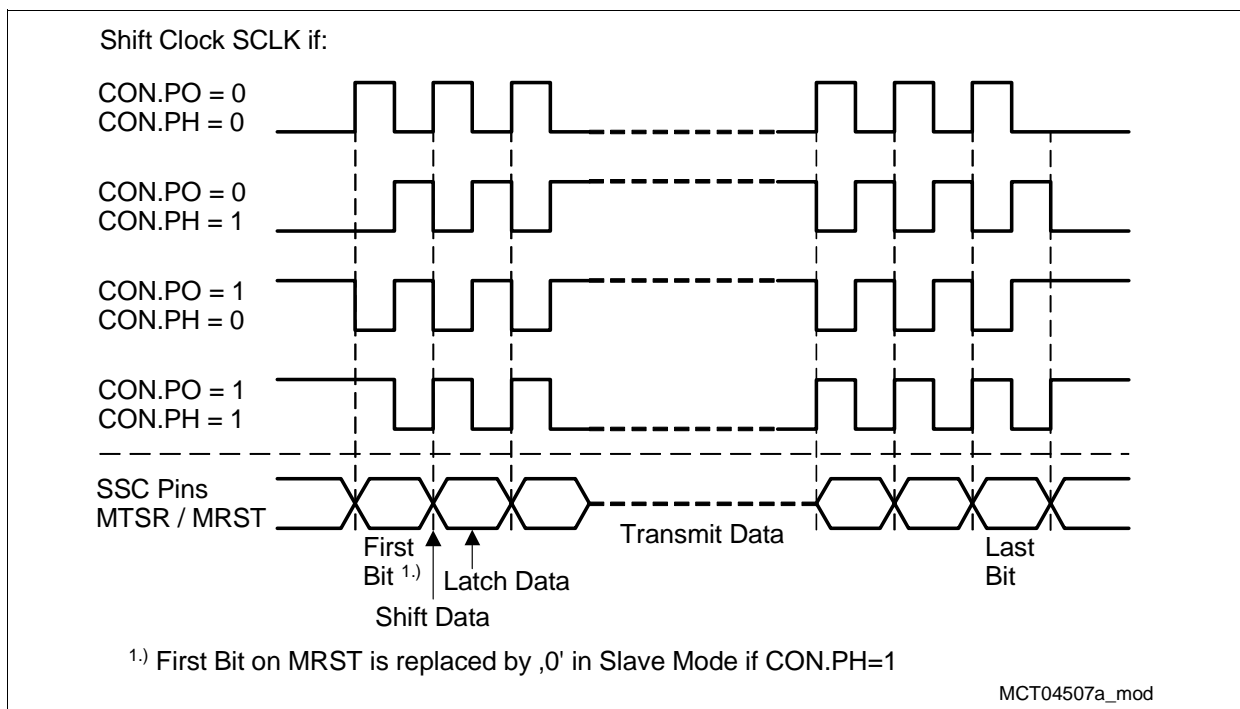 Shift Clock SCLK if:
CON.PO = 0
CON.PH = 0
CON.PO = 0
CON.PH = 1
CON.PO = 1
CON.PH = 0
CON.PO = 1
CON.PH = 1
SSC Pins
MTSR / MRST
First
Bit 1.)
Transmit Data
Last
Bit
Latch Data
Shift Data
1.) First Bit on MRST is replaced by ‚0' in Slave Mode if CON.PH=1
MCT04507a_mod